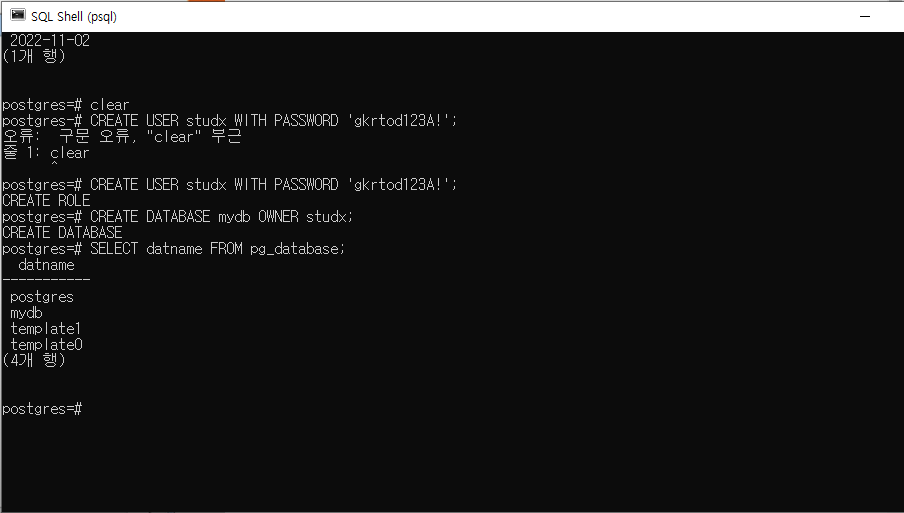 SQL Shell (psql)
2022-11-02
(1개 행)
postgres=# clear
postgres-# CREATE USER studx WITH PASSWORD 'gkrtod123A!';
오류:  구문 오류, "clear" 부근
줄 1: clear
^
postgres=# CREATE USER studx WITH PASSWORD 'gkrtod123A!';
CREATE ROLE
postgres=# CREATE DATABASE mydb OWNER studx;
CREATE DATABASE
postgres=# SELECT datname FROM pg_database;
datname
-----------
postgres
mydb
template1
template0
(4개 행)
postgres=#